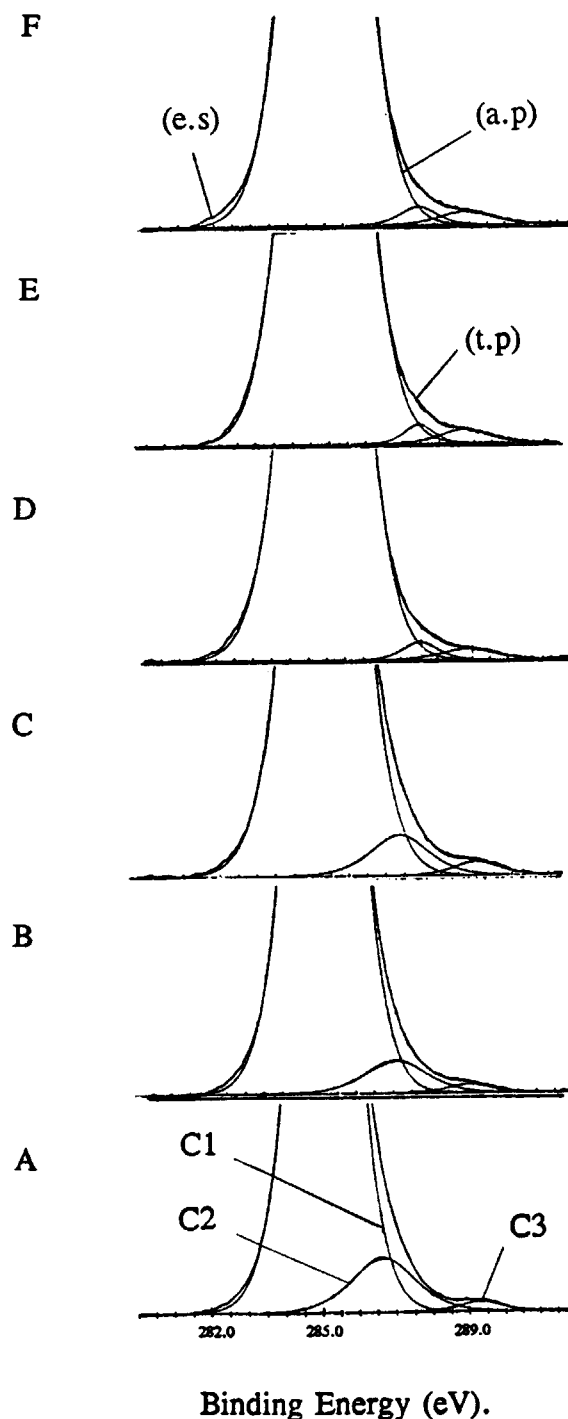 F
(e.s)
(a.p)
E
(t.p)
D
C
B
A
C1
C2
C3
282.0 285.0 289.0
Binding Energy (eV).